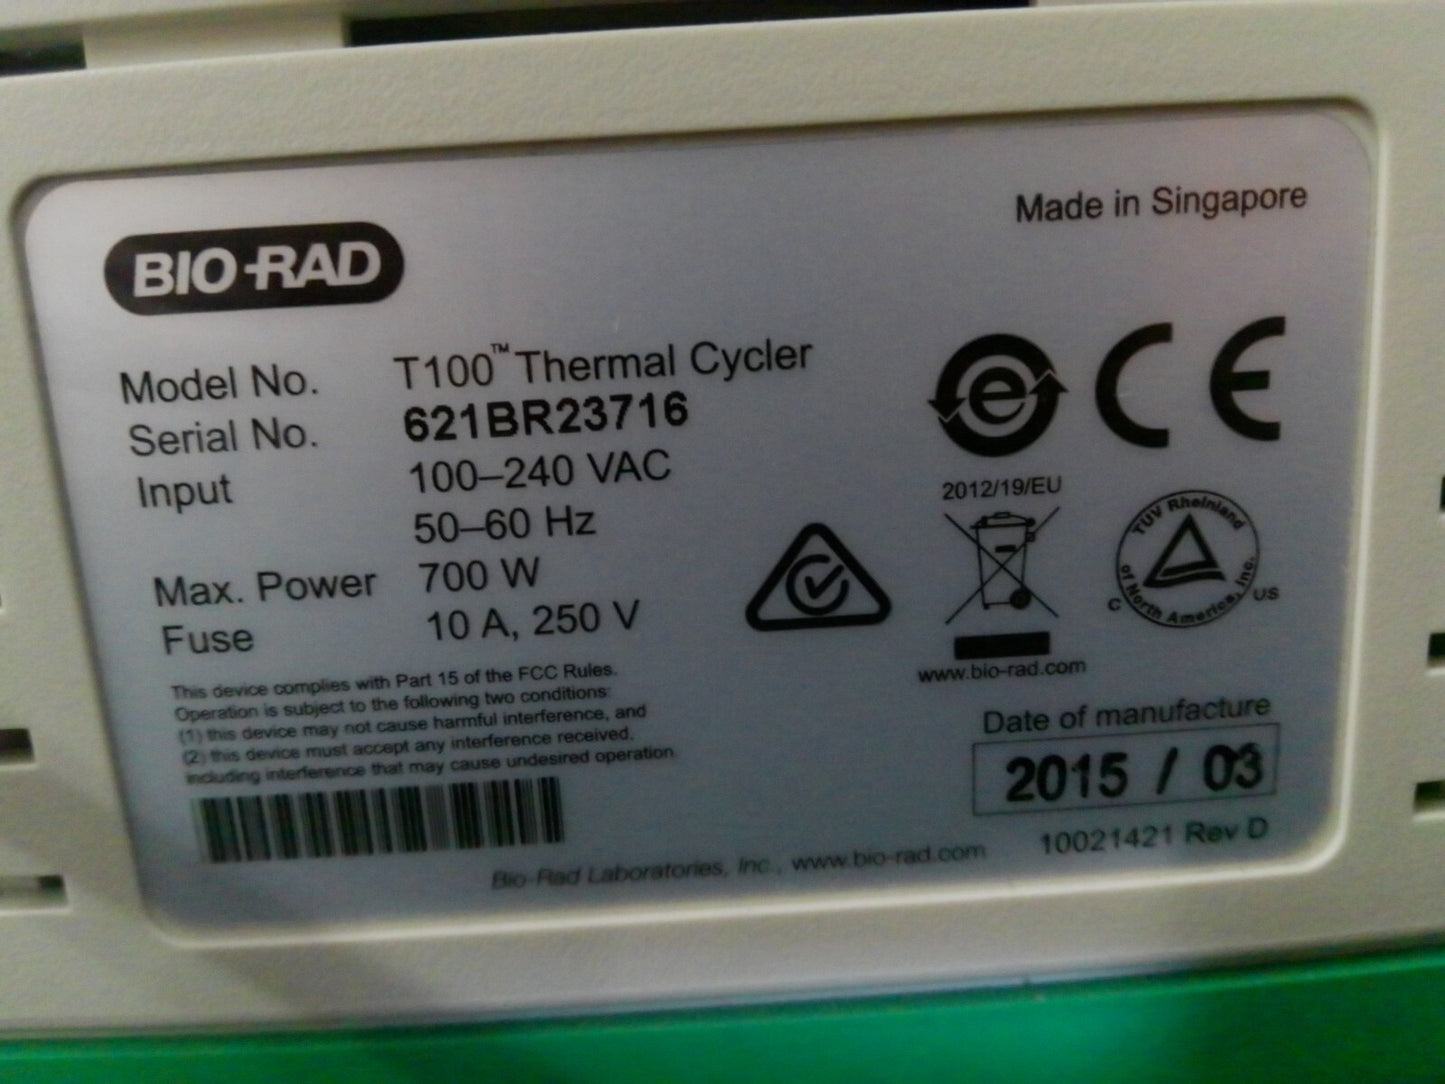 Made in Singapore
BIO-RAD
Model No. T100™ Thermal Cycler
Serial No. 621BR23716
Input 100–240 VAC
50–60 Hz
Max. Power 700 W
Fuse 10 A, 250 V
e
CE
2012/19/EU
TÜV Rheinland
of North America, Inc.
C US
www.bio-rad.com
This device complies with Part 15 of the FCC Rules.
Operation is subject to the following two conditions:
(1) this device may not cause harmful interference, and
(2) this device must accept any interference received,
including interference that may cause undesired operation.
Date of manufacture
2015 / 03
10021421 Rev D
Bio-Rad Laboratories, Inc., www.bio-rad.com